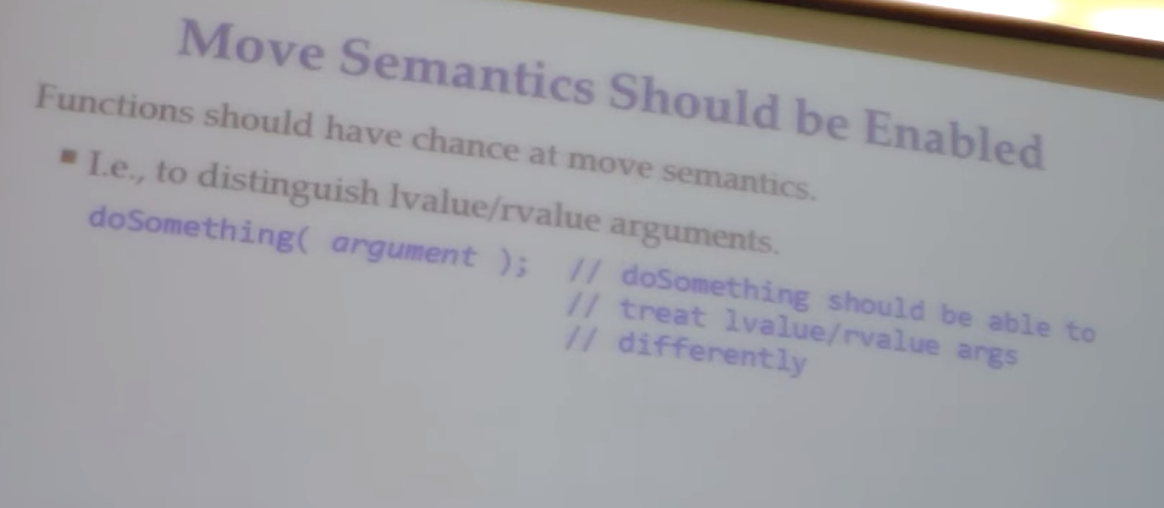 Move Semantics Should be Enabled
Functions should have chance at move semantics.
▪ I.e., to distinguish lvalue/rvalue arguments.
doSomething( argument ); // doSomething should be able to
// treat lvalue/rvalue args
// differently